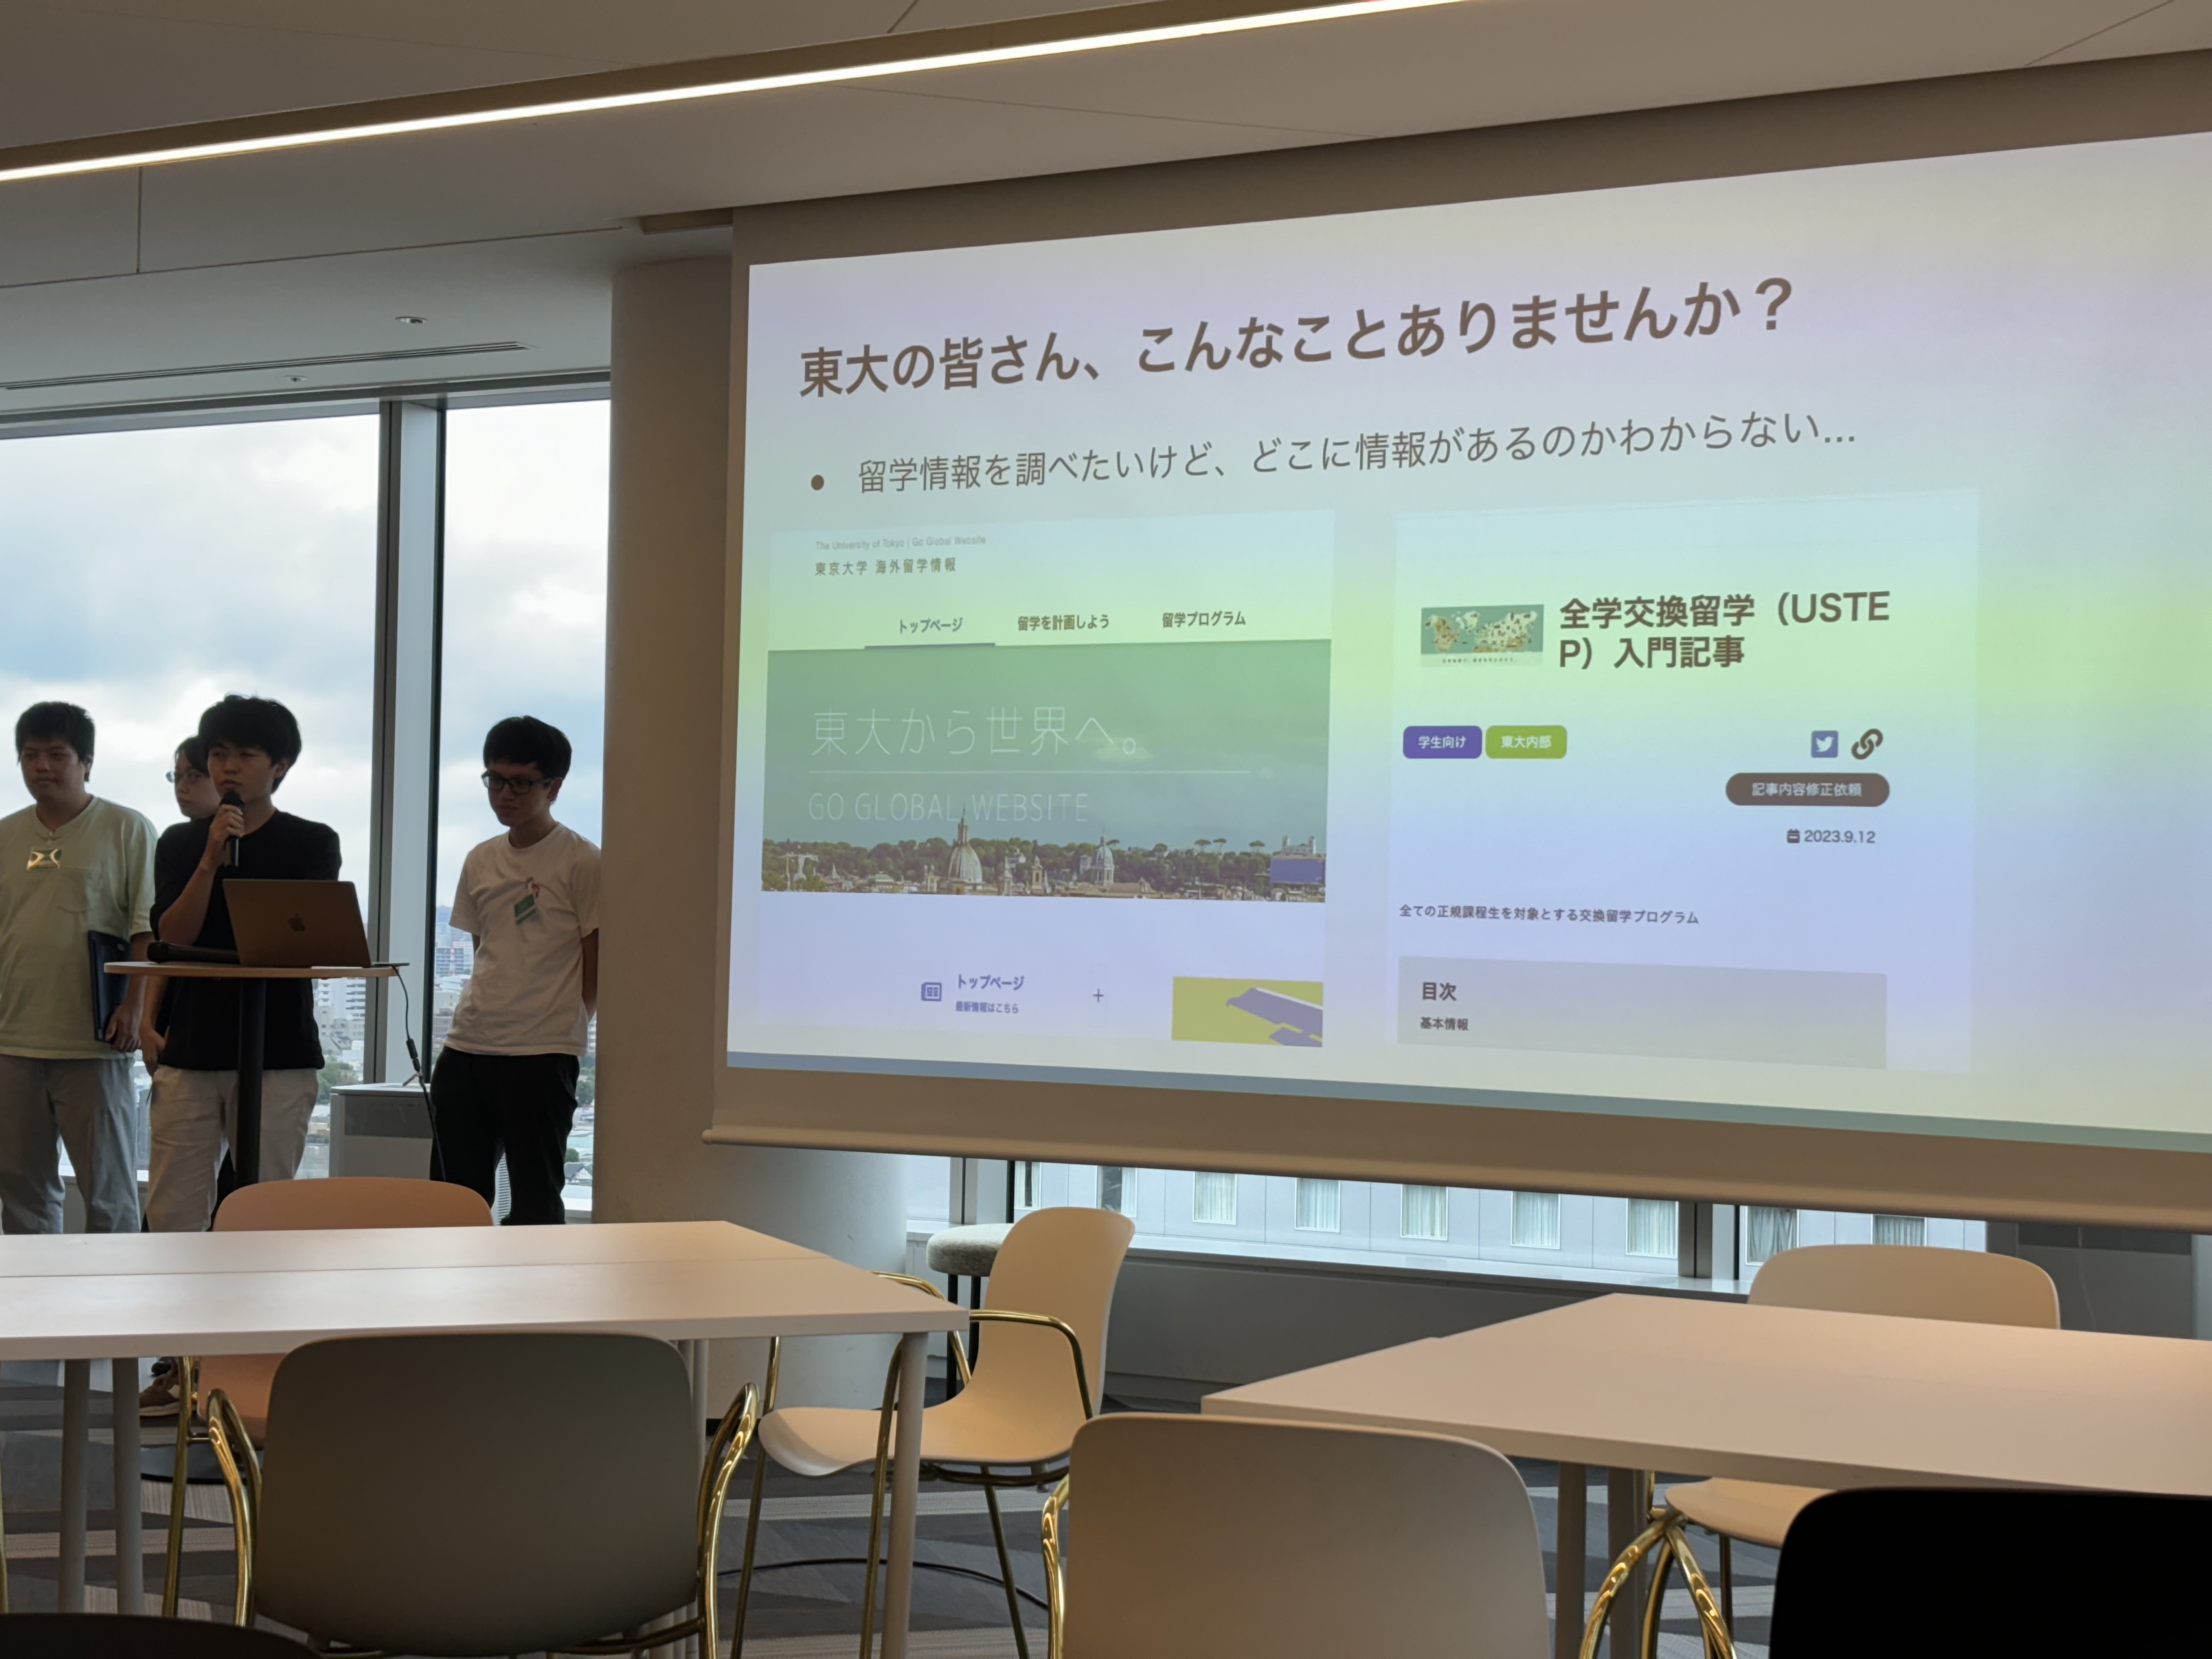 東大の皆さん、こんなことありませんか？
● 留学情報を調べたいけど、どこに情報があるのかわからない...
The University of Tokyo | Go Global Website
東京大学 海外留学情報
トップページ 留学を計画しよう 留学プログラム
東大から世界へ。
GO GLOBAL WEBSITE
トップページ
最新情報はこちら
+
全学交換留学（USTE
P）入門記事
学生向け 東大内部
記事内容修正依頼
2023.9.12
全ての正規課程生を対象とする交換留学プログラム
目次
基本情報